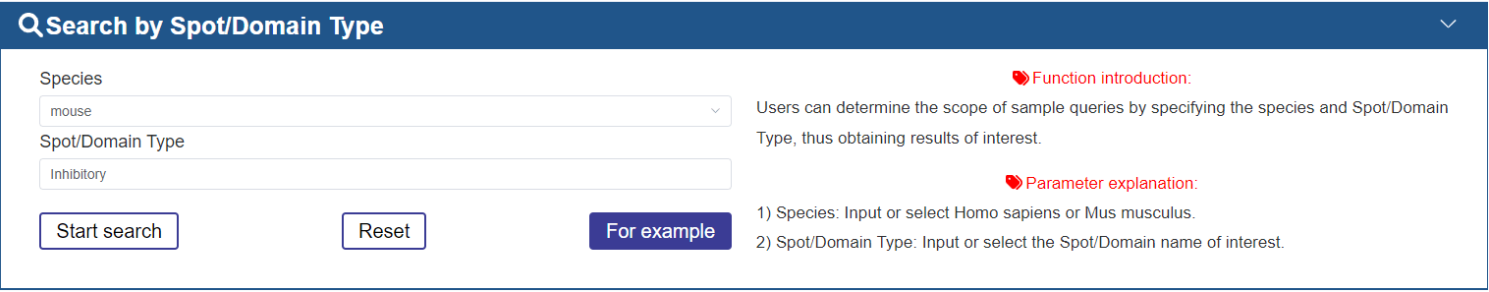 Search by Spot/Domain Type
Species
mouse
Spot/Domain Type
Inhibitory
Start search
Reset
For example
Function introduction:
Users can determine the scope of sample queries by specifying the species and Spot/Domain
Type, thus obtaining results of interest.
Parameter explanation:
1) Species: Input or select Homo sapiens or Mus musculus.
2) Spot/Domain Type: Input or select the Spot/Domain name of interest.